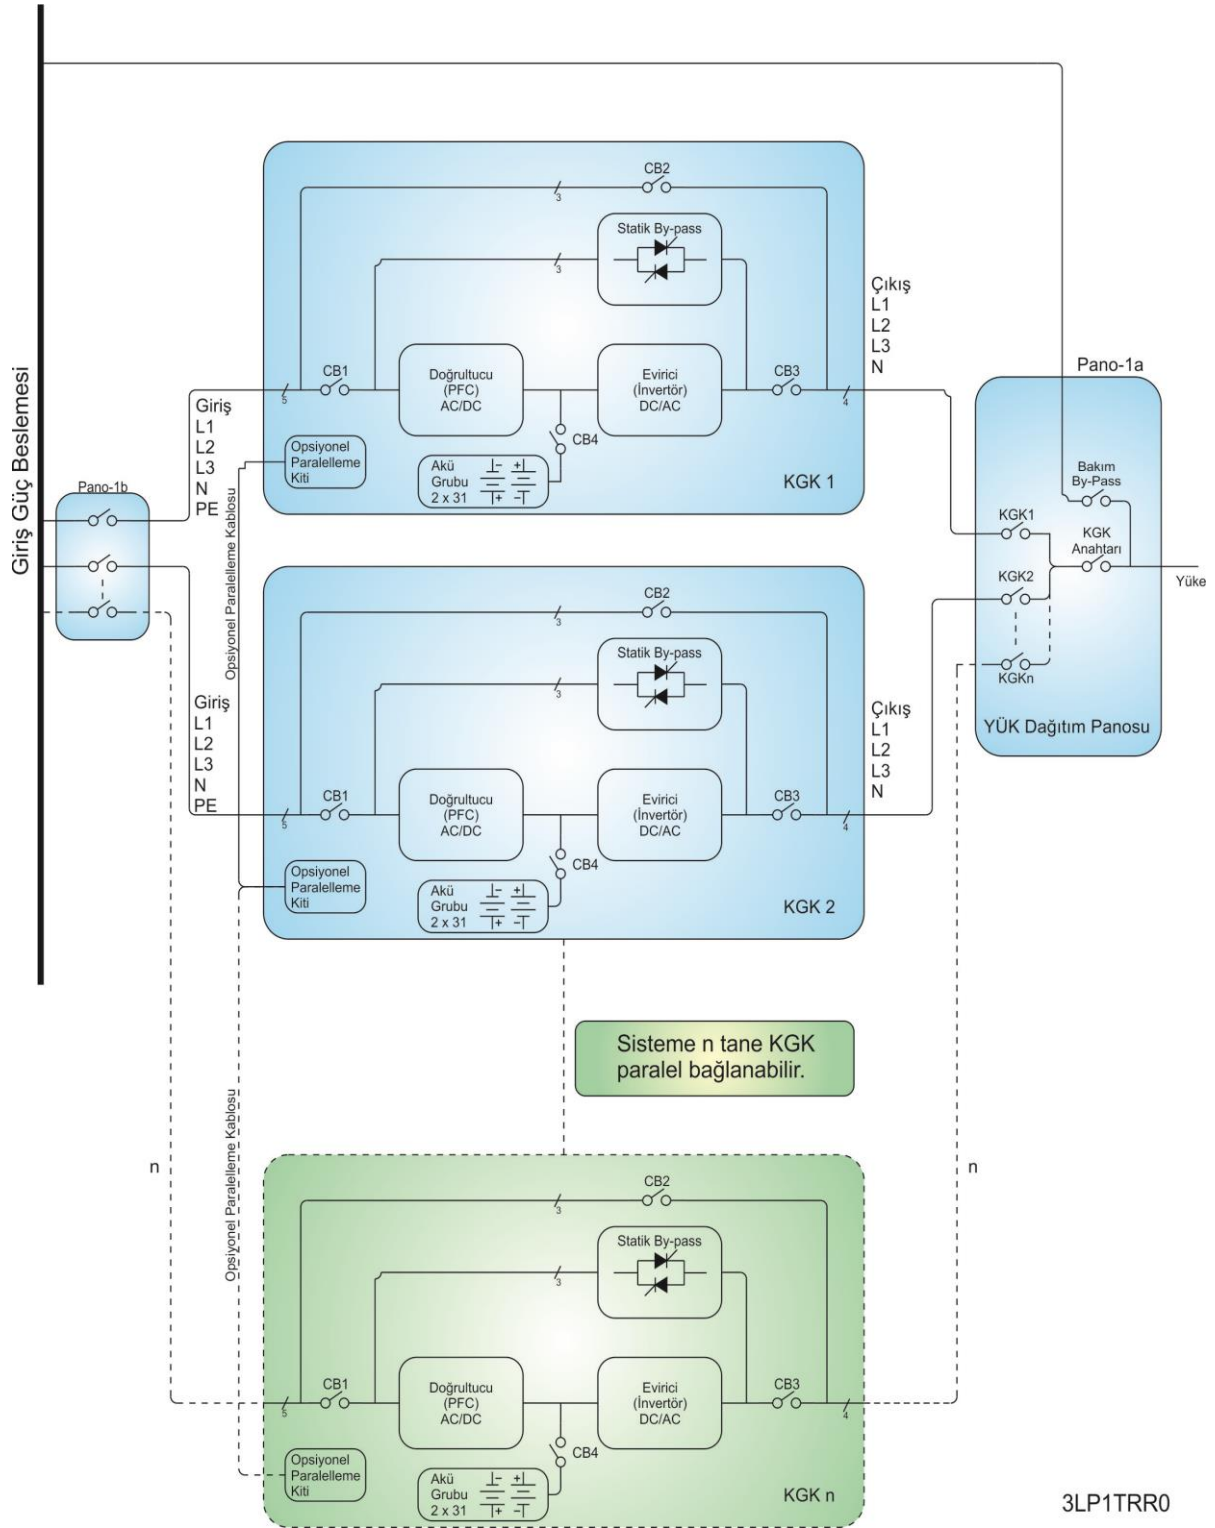 Giriş Güç Beslemesi
CB2
3
Statik By-pass
3
Çıkış
L1
L2
L3
N
Pano-1a
CB1
5
Doğrultucu
(PFC)
AC/DC
Evirici
(İnvertör)
DC/AC
CB3
4
Giriş
L1
L2
L3
N
PE
CB4
Opsiyonel
Paralelleme
Kiti
Akü
Grubu
2 x 31
KGK 1
Pano-1b
Bakım
By-Pass
KGK1
KGK
Anahtarı
KGK2
Yüke
KGKn
YÜK Dağıtım Panosu
Opsiyonel Paralelleme Kablosu
CB2
3
Statik By-pass
3
Giriş
L1
L2
L3
N
PE
Çıkış
L1
L2
L3
N
CB1
5
Doğrultucu
(PFC)
AC/DC
Evirici
(İnvertör)
DC/AC
CB3
4
CB4
Opsiyonel
Paralelleme
Kiti
Akü
Grubu
2 x 31
KGK 2
Sisteme n tane KGK
paralel bağlanabilir.
Opsiyonel Paralelleme Kablosu
n
n
CB2
3
Statik By-pass
3
CB1
5
Doğrultucu
(PFC)
AC/DC
Evirici
(İnvertör)
DC/AC
CB3
4
CB4
Opsiyonel
Paralelleme
Kiti
Akü
Grubu
2 x 31
KGK n
3LP1TRR0